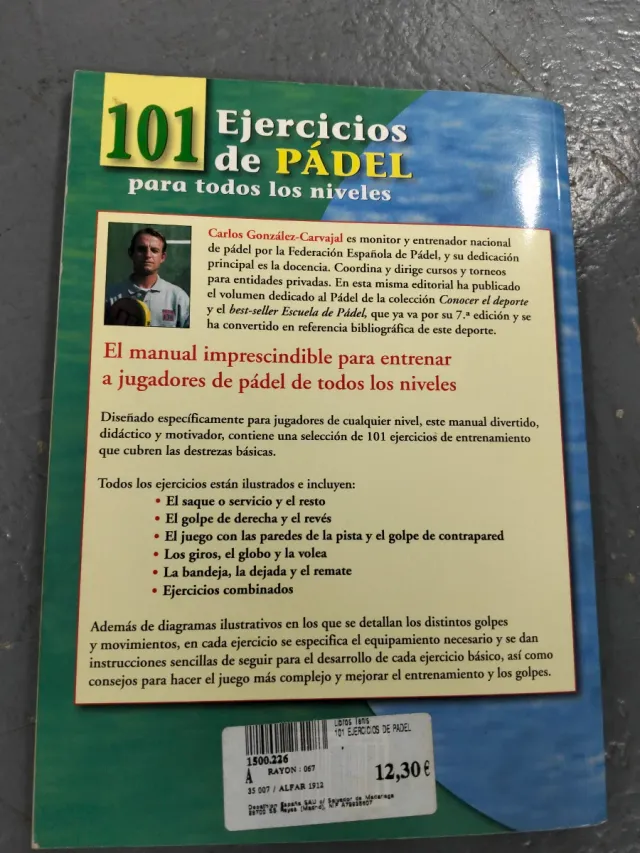 101 Ejercicios
de PÁDEL
para todos los niveles
Carlos González-Carvajal es monitor y entrenador nacional
de pádel por la Federación Española de Pádel, y su dedicación
principal es la docencia. Coordina y dirige cursos y torneos
para entidades privadas. En esta misma editorial ha publicado
el volumen dedicado al Pádel de la colección Conocer el deporte
y el best-seller Escuela de Pádel, que ya va por su 7.ª edición y se
ha convertido en referencia bibliográfica de este deporte.
El manual imprescindible para entrenar
a jugadores de pádel de todos los niveles
Diseñado específicamente para jugadores de cualquier nivel, este manual divertido,
didáctico y motivador, contiene una selección de 101 ejercicios de entrenamiento
que cubren las destrezas básicas.
Todos los ejercicios están ilustrados e incluyen:
• El saque o servicio y el resto
• El golpe de derecha y el revés
• El juego con las paredes de la pista y el golpe de contrapared
• Los giros, el globo y la volea
• La bandeja, la dejada y el remate
• Ejercicios combinados
Además de diagramas ilustrativos en los que se detallan los distintos golpes
y movimientos, en cada ejercicio se especifica el equipamiento necesario y se dan
instrucciones sencillas de seguir para el desarrollo de cada ejercicio básico, así como
consejos para hacer el juego más complejo y mejorar el entrenamiento y los golpes.
Libros
101 EJERCICIOS DE PADEL
1500.226
A RAYON : 067
12,30 €
35 007 / ALFAR 1912
Decathlon España SAU c/ Salvador de Madariaga
Reyes (Madrid), NIF